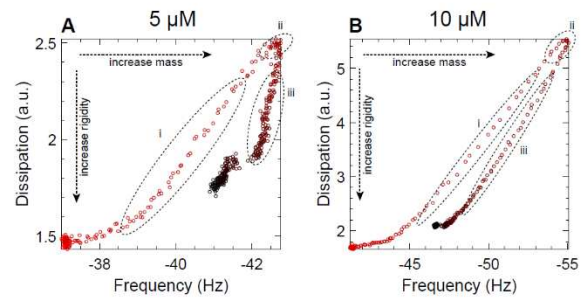 A
5 µM
ii
2.5
increase mass
iii
i
2
increase rigidity
Dissipation (a.u.)
1.5
-38
-40
-42
Frequency (Hz)
B
10 µM
ii
increase mass
5
i
4
iii
increase rigidity
Dissipation (a.u.)
3
2
-45
-50
-55
Frequency (Hz)